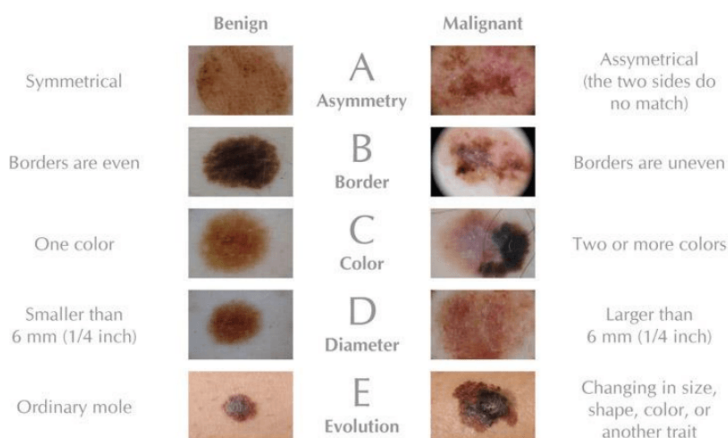 Benign
Malignant
Symmetrical
A
Asymmetry
Assymetrical
(the two sides do
no match)
Borders are even
B
Border
Borders are uneven
One color
C
Color
Two or more colors
Smaller than
6 mm (1/4 inch)
D
Diameter
Larger than
6 mm (1/4 inch)
Ordinary mole
E
Evolution
Changing in size,
shape, color, or
another trait